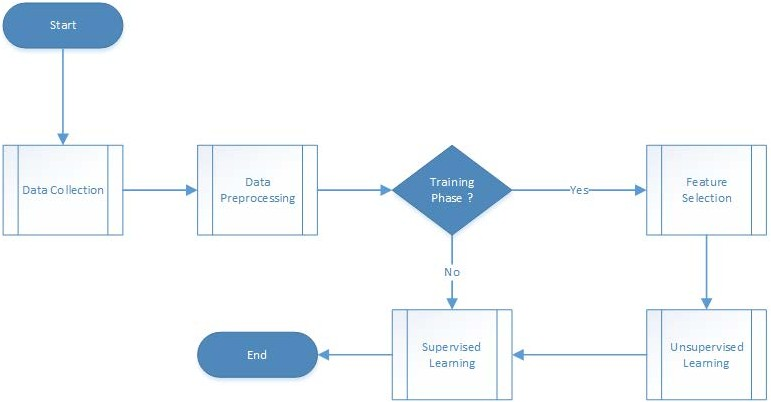 Start
Data Collection
Data
Preprocessing
Training
Phase ?
Yes
Feature
Selection
No
End
Supervised
Learning
Unsupervised
Learning